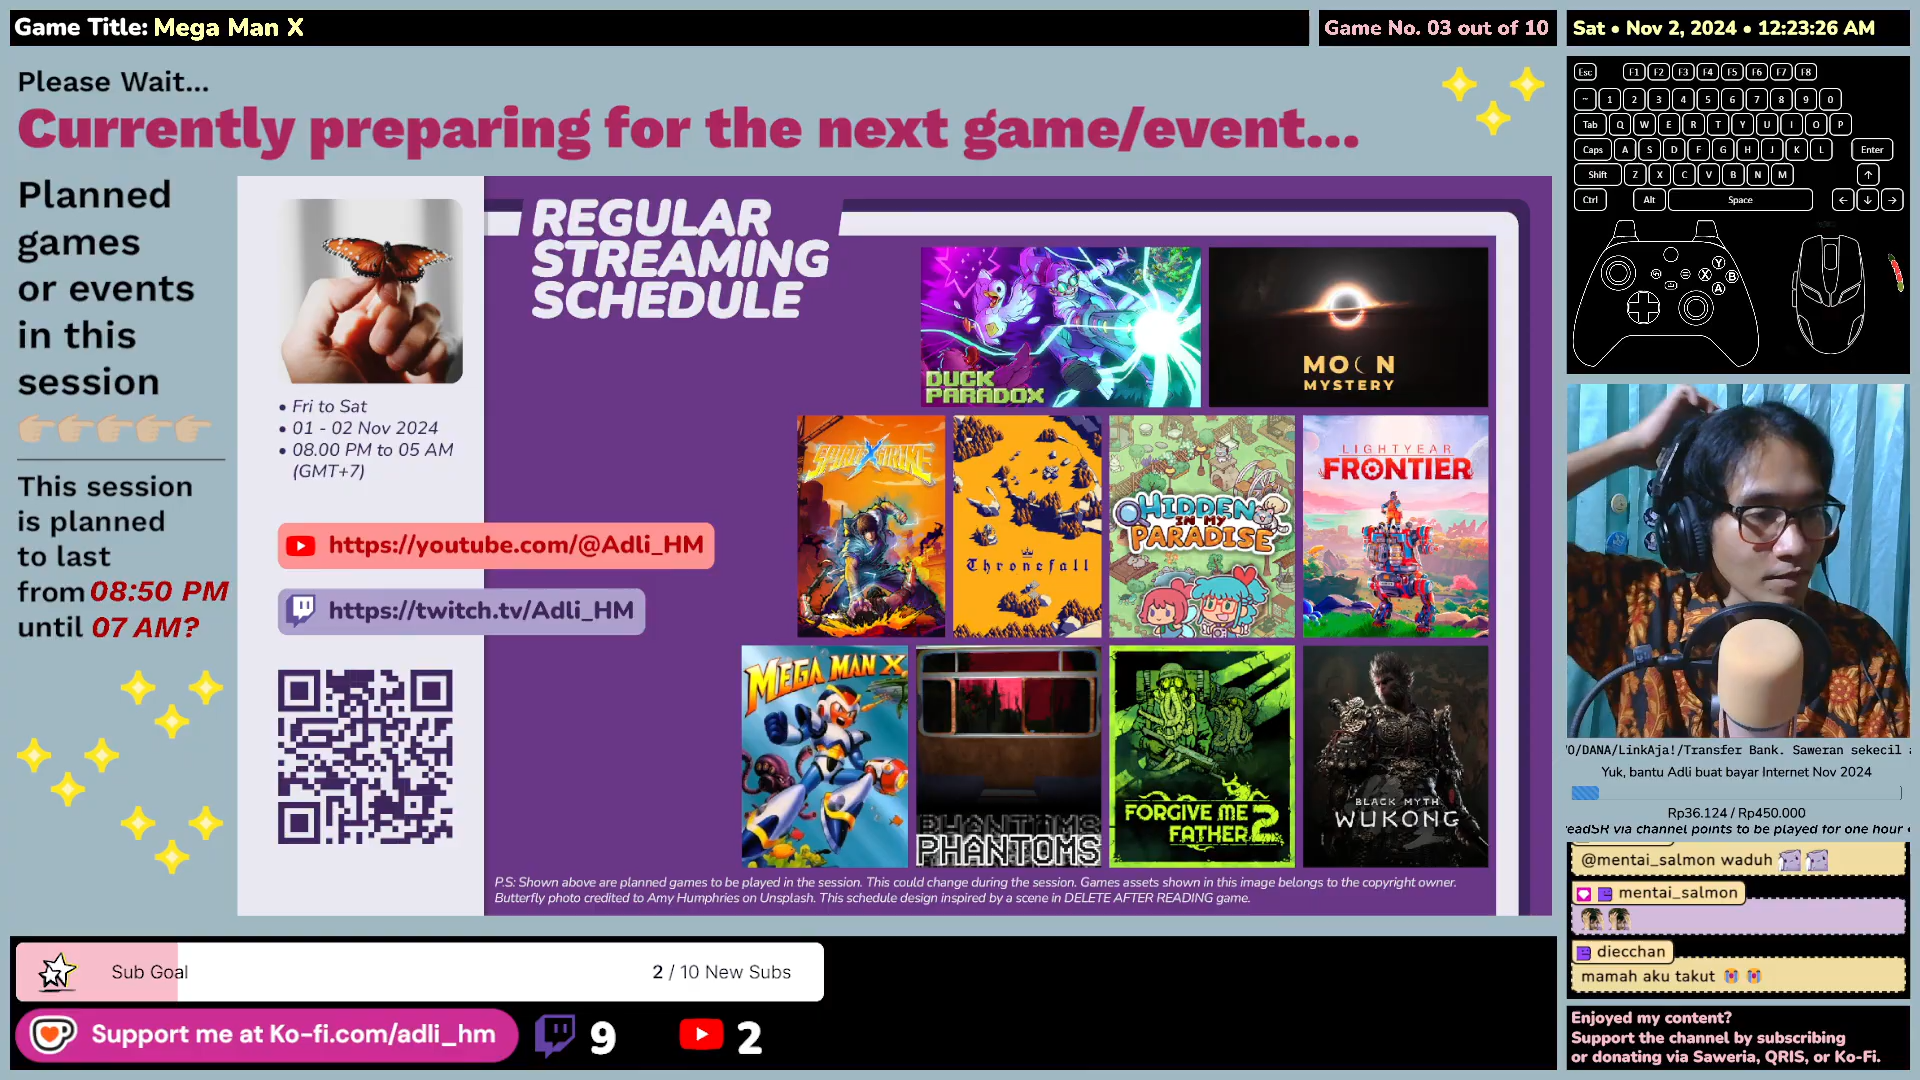 Game Title: Mega Man X
Game No. 03 out of 10
Sat • Nov 2, 2024 • 12:23:26 AM
Please Wait...
Currently preparing for the next game/event...
Planned
games
or events
in this
session
This session
is planned
to last
from 08:50 PM
until 07 AM?
REGULAR
STREAMING
SCHEDULE
• Fri to Sat
• 01 - 02 Nov 2024
• 08.00 PM to 05 AM
(GMT+7)
https://youtube.com/@Adli_HM
https://twitch.tv/Adli_HM
DUCK
PARADOX
MOON
MYSTERY
Thronefall
HIDDEN
IN MY
PARADISE
LIGHTYEAR
FRONTIER
MEGA MAN X
PHANTOMS
PHANTOMS
FORGIVE ME
FATHER 2
BLACK MYTH
WUKONG
P.S: Shown above are planned games to be played in the session. This could change during the session. Games assets shown in this image belongs to the copyright owner.
Butterfly photo credited to Amy Humphries on Unsplash. This schedule design inspired by a scene in DELETE AFTER READING game.
Esc F1 F2 F3 F4 F5 F6 F7 F8
~ 1 2 3 4 5 6 7 8 9 0
Tab Q W E R T Y U I O P
Caps A S D F G H J K L Enter
Shift Z X C V B N M ↑
Ctrl Alt Space ← ↓ →
Y
X B
A
/DANA/LinkAja!/Transfer Bank. Saweran sekecil
Yuk, bantu Adli buat bayar Internet Nov 2024
Rp36.124 / Rp450.000
via channel points to be played for one hour
@mentai_salmon waduh
mentai_salmon
diecchan
mamah aku takut
Sub Goal
2 / 10 New Subs
Support me at Ko-fi.com/adli_hm
9
2
Enjoyed my content?
Support the channel by subscribing
or donating via Saweria, QRIS, or Ko-Fi.